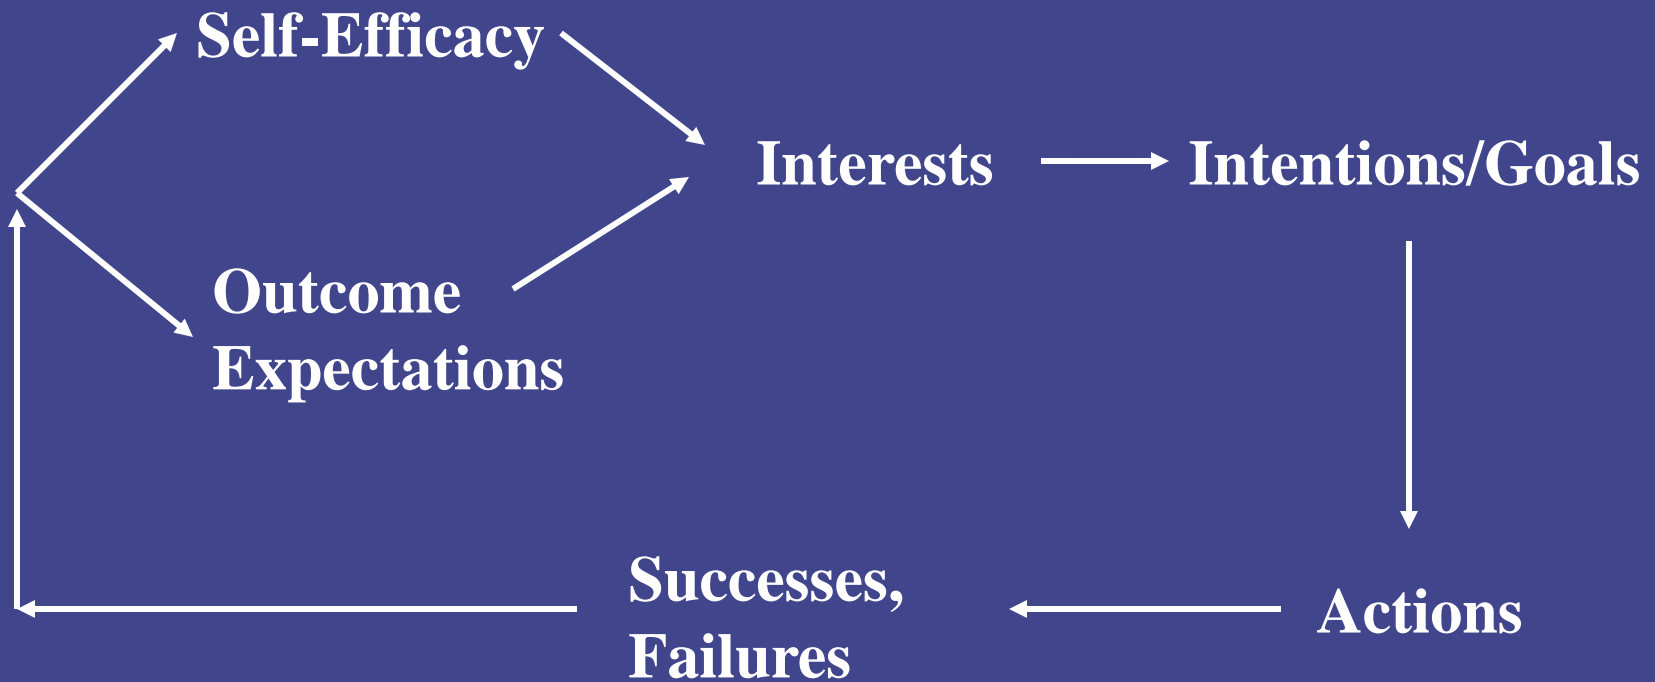 Self-Efficacy
Interests
Intentions/Goals
Outcome
Expectations
Successes,
Failures
Actions